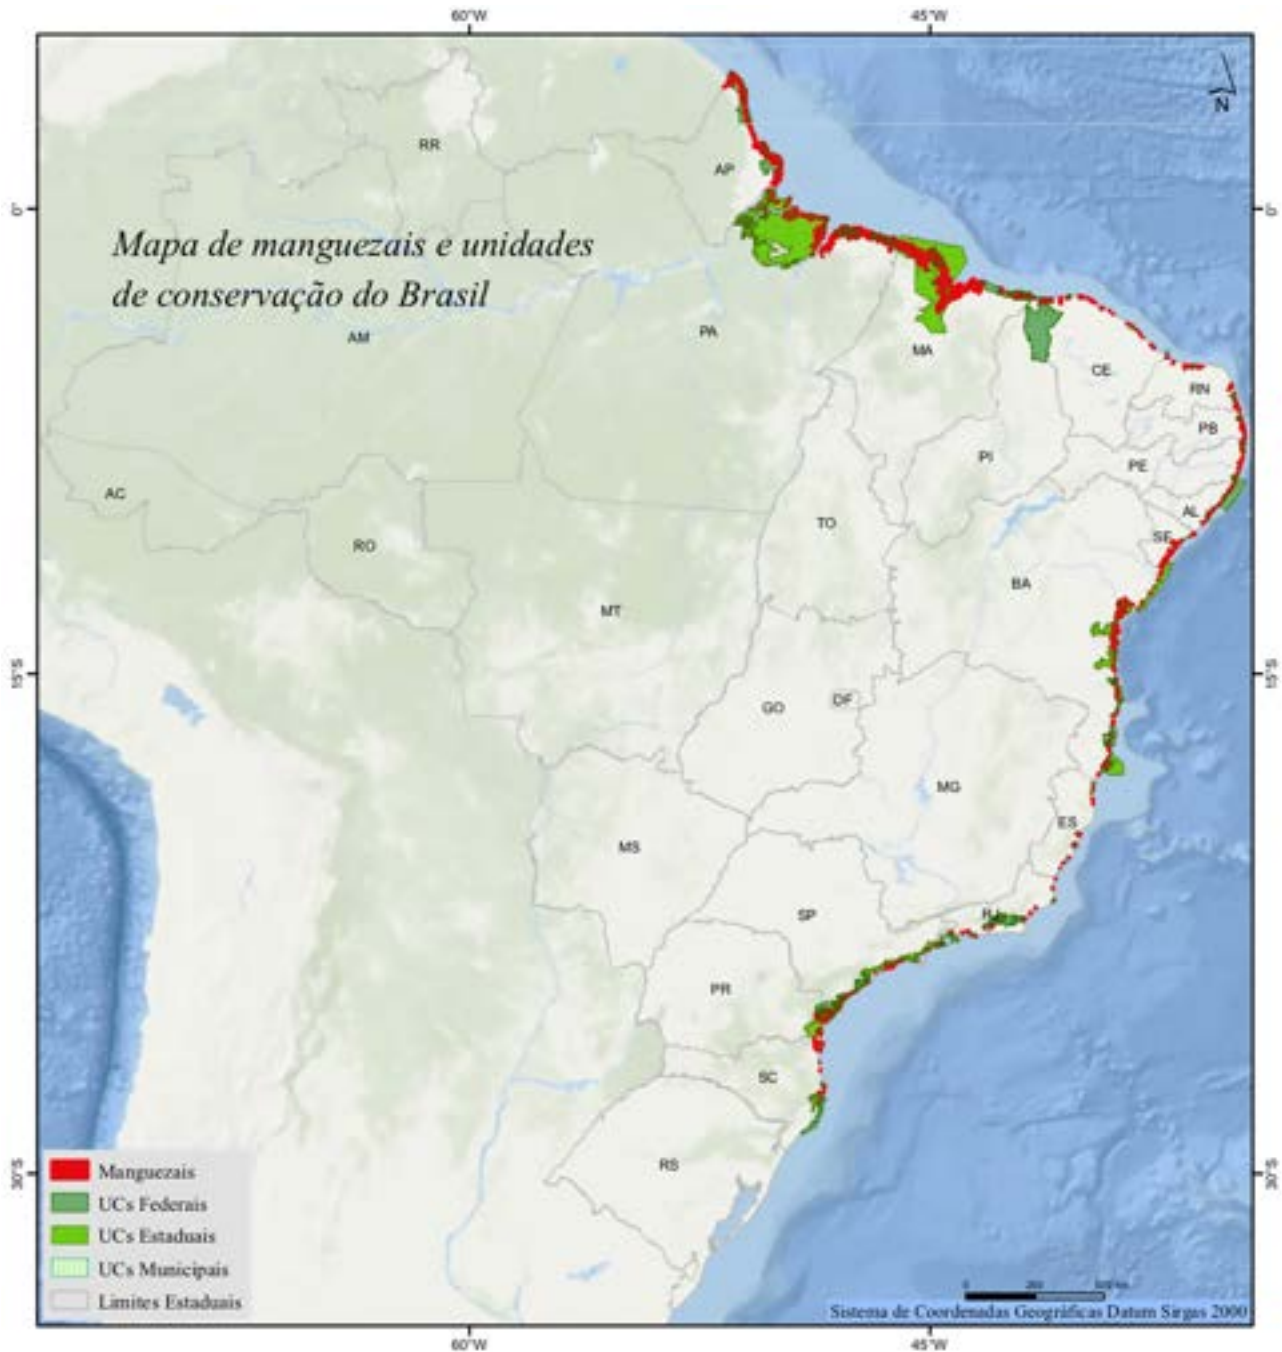 60°W
45°W
N
RR
AP
0°
0°
Mapa de manguezais e unidades
de conservação do Brasil
AM
PA
MA
CE
RN
PB
PI
PE
AC
AL
TO
SE
RO
BA
MT
15°S
15°S
GO
DF
MG
ES
MS
SP
RJ
PR
SC
RS
30°S
30°S
Manguezais
UCs Federais
UCs Estaduais
UCs Municipais
Limites Estaduais
0
Sistema de Coordenadas Geográficas Datum Sirgas 2000
60°W
45°W